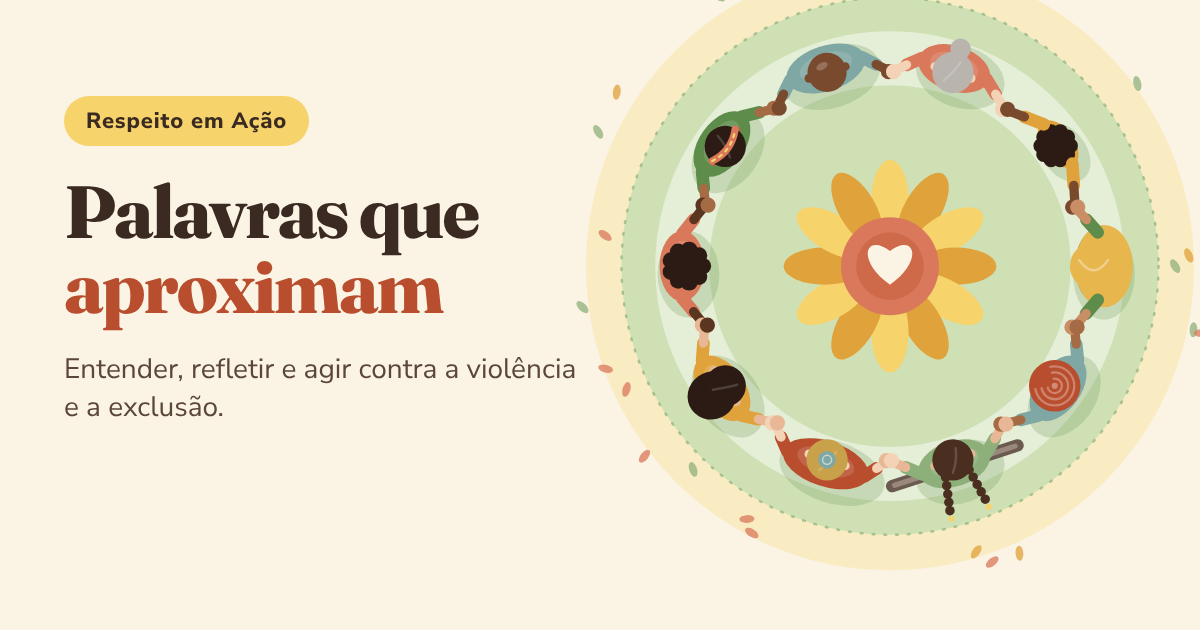 Respeito em Ação
Palavras que
aproximam
Entender, refletir e agir contra a violência
e a exclusão.